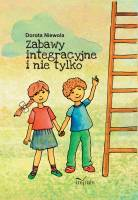 Dorota Niewola
Zabawy
integracyjne
i nie tylko